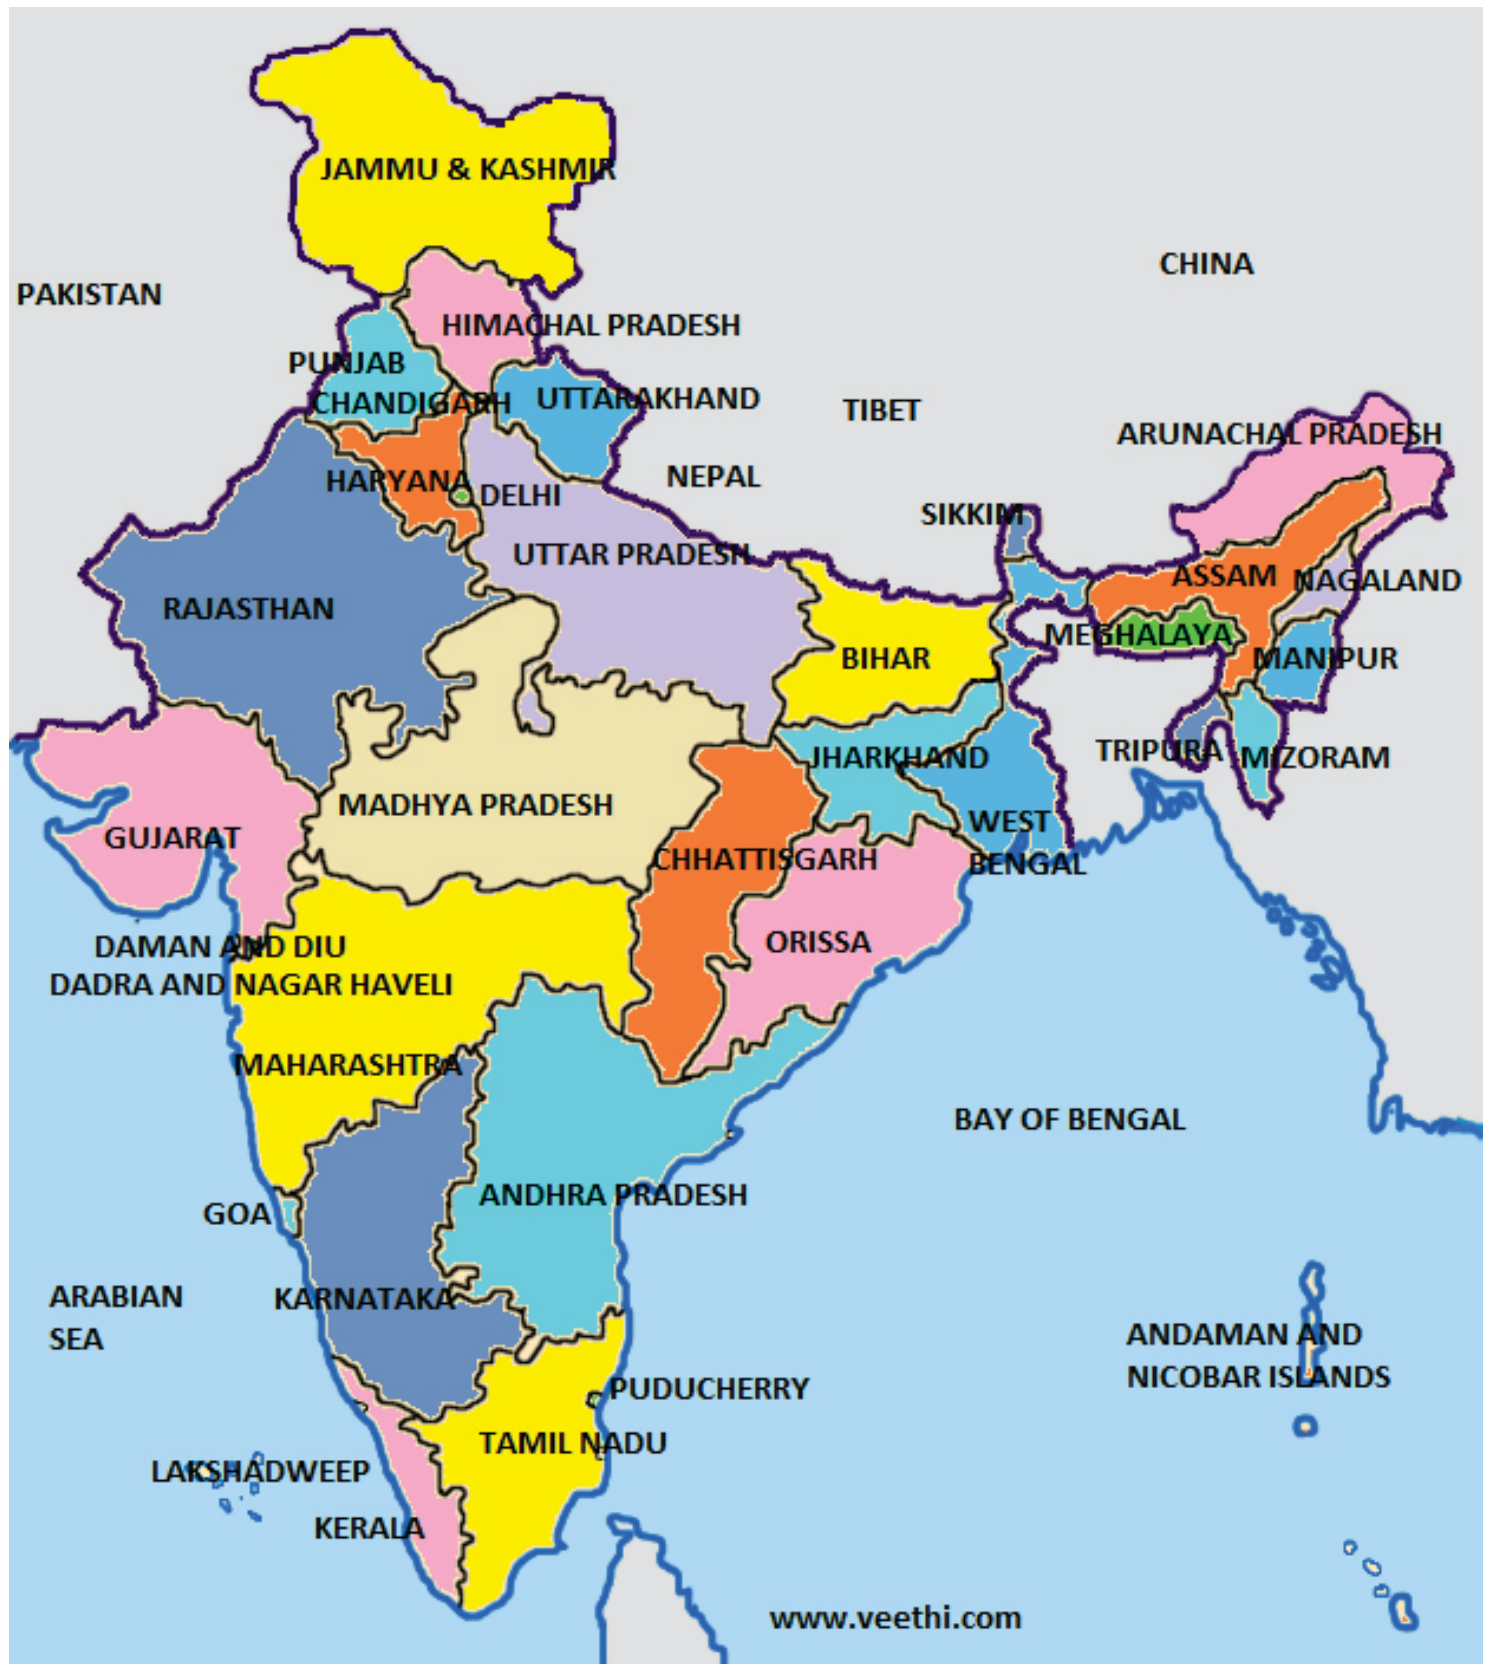 JAMMU & KASHMIR
CHINA
PAKISTAN
HIMACHAL PRADESH
PUNJAB
CHANDIGARH
UTTARAKHAND
TIBET
ARUNACHAL PRADESH
HARYANA
DELHI
NEPAL
SIKKIM
UTTAR PRADESH
ASSAM
NAGALAND
RAJASTHAN
MEGHALAYA
BIHAR
MANIPUR
TRIPURA
MIZORAM
JHARKHAND
MADHYA PRADESH
WEST
BENGAL
GUJARAT
CHHATTISGARH
ORISSA
DAMAN AND DIU
DADRA AND NAGAR HAVELI
MAHARASHTRA
BAY OF BENGAL
ANDHRA PRADESH
GOA
ARABIAN
SEA
KARNATAKA
ANDAMAN AND
NICOBAR ISLANDS
PUDUCHERRY
TAMIL NADU
LAKSHADWEEP
KERALA
www.veethi.com